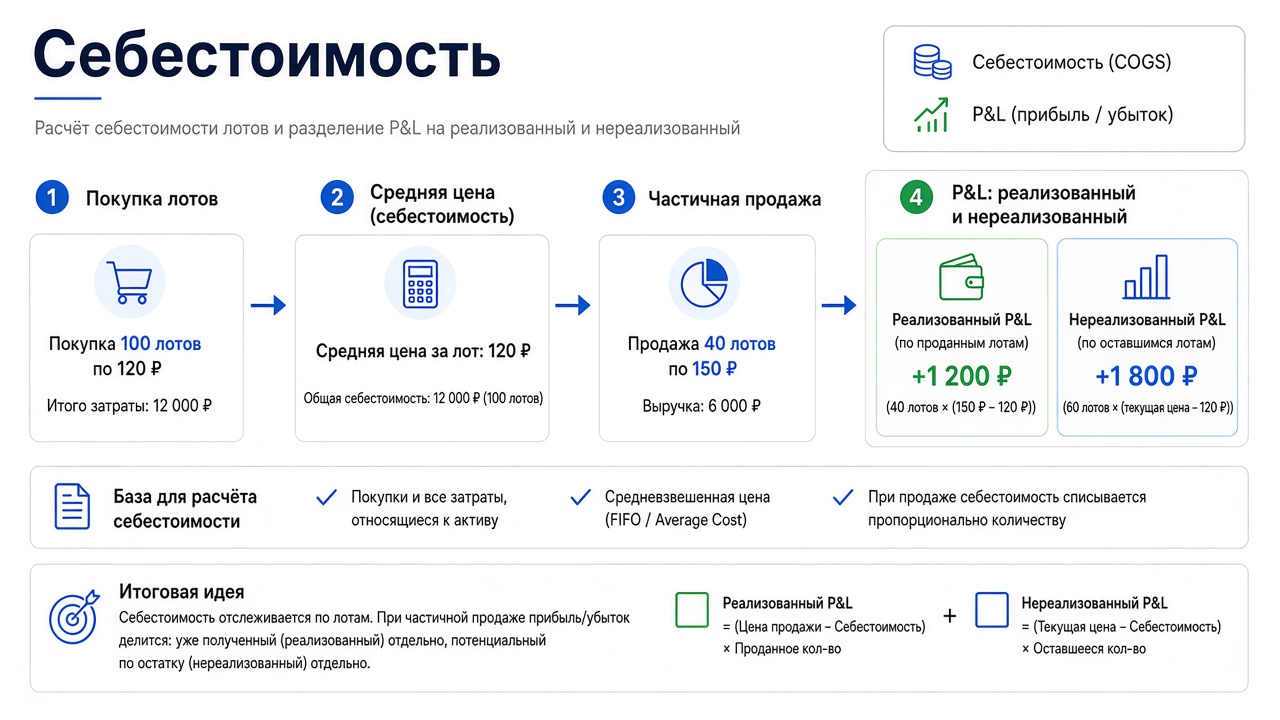 Себестоимость
Расчёт себестоимости лотов и разделение P&L на реализованный и нереализованный
Себестоимость (COGS)
P&L (прибыль / убыток)
1
Покупка лотов
Покупка 100 лотов
по 120 ₽
Итого затраты: 12 000 ₽
2
Средняя цена
(себестоимость)
Средняя цена за лот: 120 ₽
Общая себестоимость: 12 000 ₽ (100 лотов)
3
Частичная продажа
Продажа 40 лотов
по 150 ₽
Выручка: 6 000 ₽
4
P&L: реализованный
и нереализованный
Реализованный P&L
(по проданным лотам)
+1 200 ₽
(40 лотов × (150 ₽ – 120 ₽))
Нереализованный P&L
(по оставшимся лотам)
+1 800 ₽
(60 лотов × (текущая цена – 120 ₽))
База для расчёта
себестоимости
Покупки и все затраты,
относящиеся к активу
Средневзвешенная цена
(FIFO / Average Cost)
При продаже себестоимость списывается
пропорционально количеству
Итоговая идея
Себестоимость отслеживается по лотам. При частичной продаже прибыль/убыток
делится: уже полученный (реализованный) отдельно, потенциальный
по остатку (нереализованный) отдельно.
Реализованный P&L
= (Цена продажи – Себестоимость)
× Проданное кол-во
+
Нереализованный P&L
= (Текущая цена – Себестоимость)
× Оставшееся кол-во